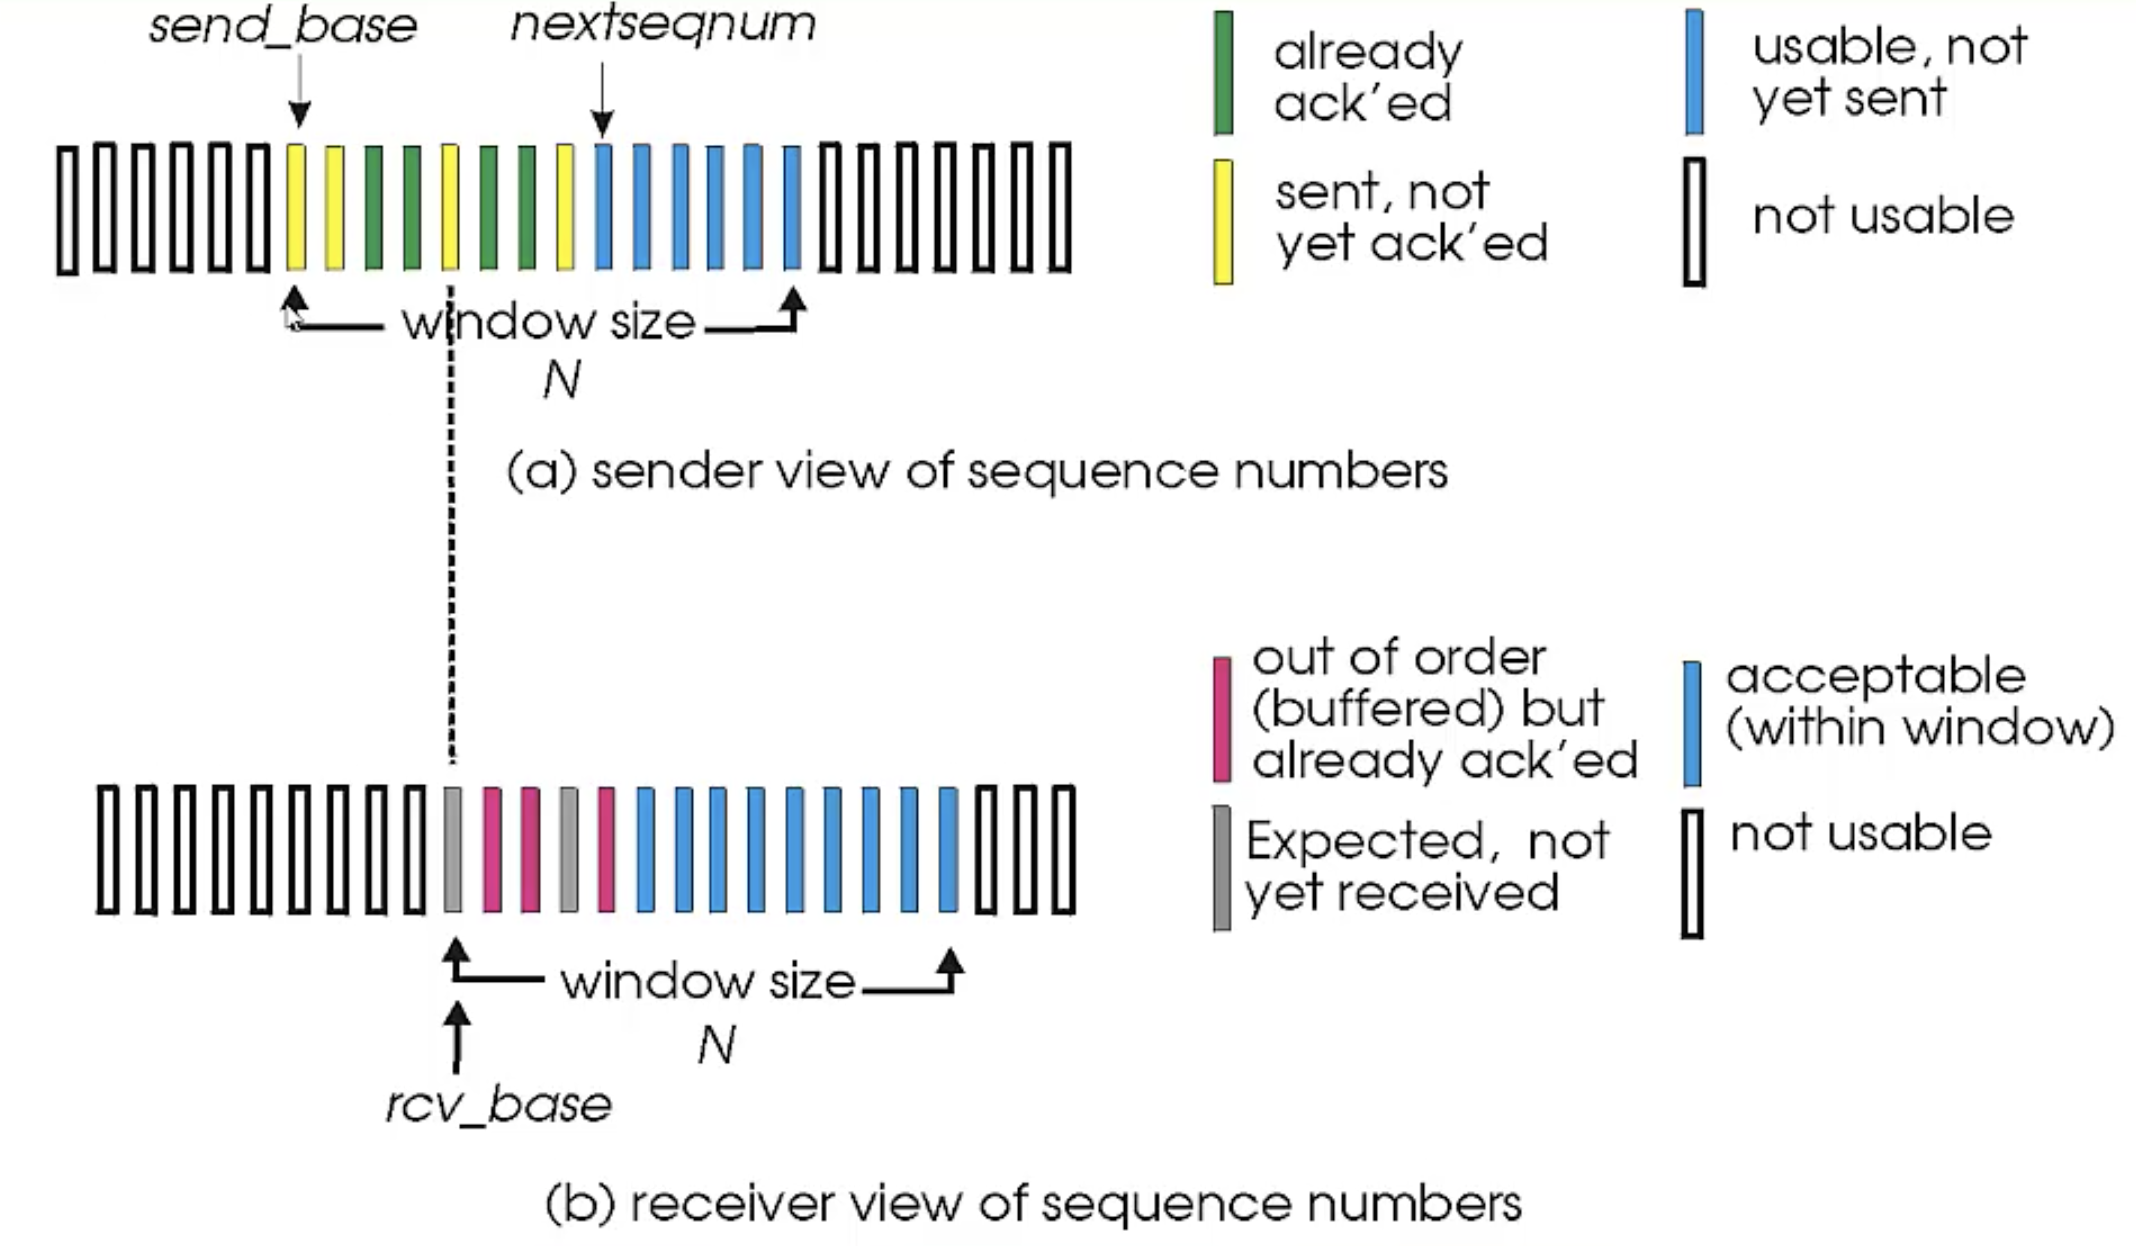 send_base
nextseqnum
already
ack'ed
usable, not
yet sent
sent, not
yet ack'ed
not usable
window size
N
(a) sender view of sequence numbers
out of order
(buffered) but
already ack'ed
acceptable
(within window)
Expected, not
yet received
not usable
window size
N
rcv_base
(b) receiver view of sequence numbers